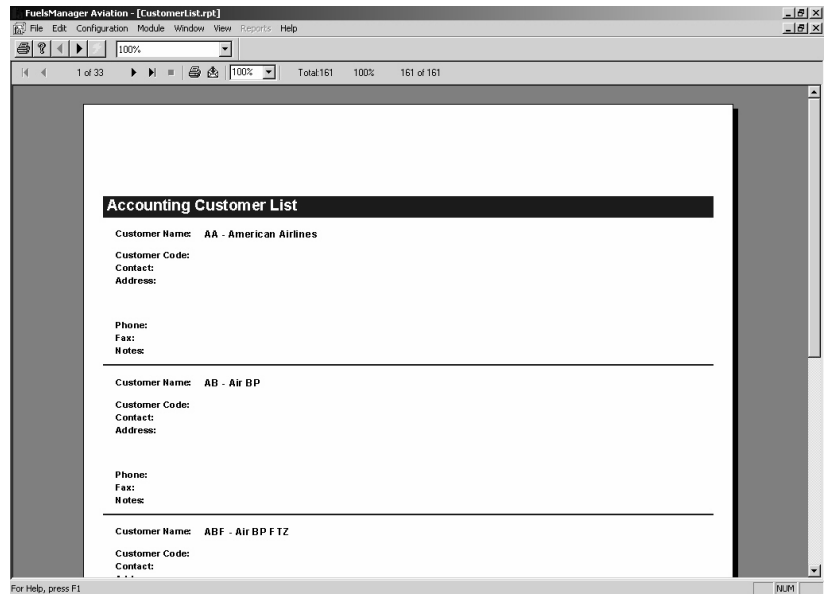 FuelsManager Aviation - [CustomerList.rpt]
File Edit Configuration Module Window View Reports Help
100%
1 of 33 100% Total:161 100% 161 of 161
Accounting Customer List
Customer Name: AA - American Airlines
Customer Code:
Contact:
Address:
Phone:
Fax:
Notes:
Customer Name: AB - Air BP
Customer Code:
Contact:
Address:
Phone:
Fax:
Notes:
Customer Name: ABF - Air BP FTZ
Customer Code:
Contact:
For Help, press F1
NUM